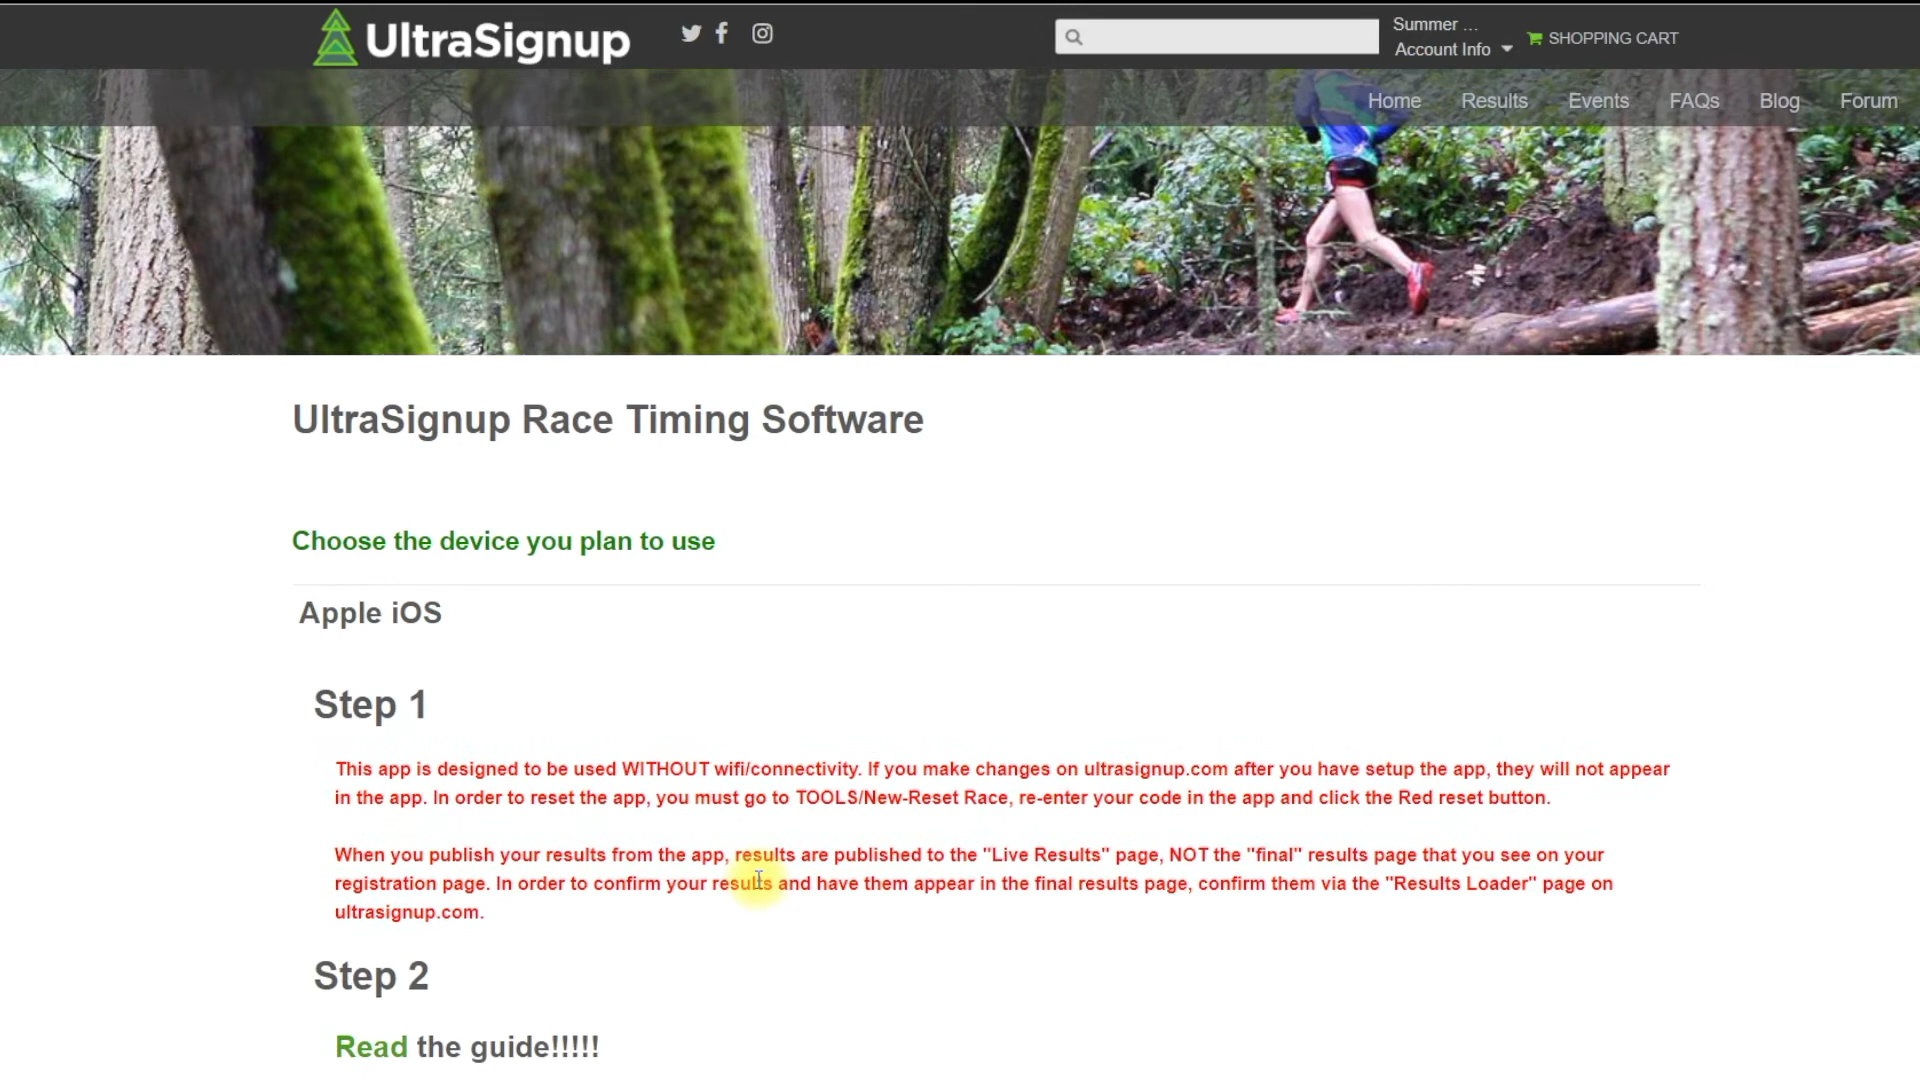 UltraSignup
Summer ...
Account Info
SHOPPING CART
Home Results Events FAQs Blog Forum
UltraSignup Race Timing Software
Choose the device you plan to use
Apple iOS
Step 1
This app is designed to be used WITHOUT wifi/connectivity. If you make changes on ultrasignup.com after you have setup the app, they will not appear
in the app. In order to reset the app, you must go to TOOLS/New-Reset Race, re-enter your code in the app and click the Red reset button.
When you publish your results from the app, results are published to the "Live Results" page, NOT the "final" results page that you see on your
registration page. In order to confirm your results and have them appear in the final results page, confirm them via the "Results Loader" page on
ultrasignup.com.
Step 2
Read the guide!!!!!